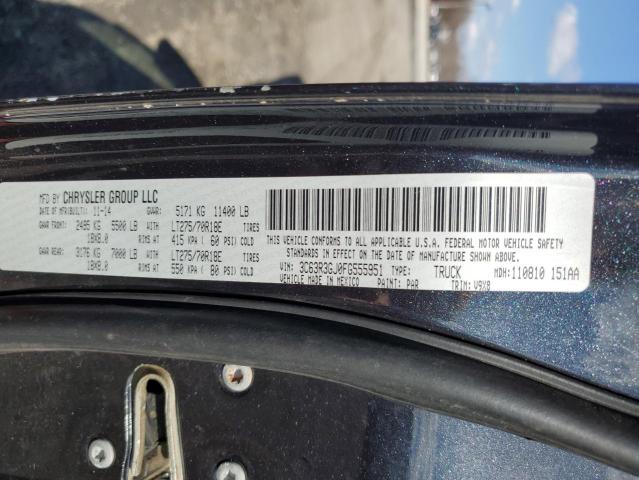 MFD BY CHRYSLER GROUP LLC
DATE OF MFR(BUILT): 11-14 GVWR: 5171 KG 11400 LB
GAWR FRONT: 2495 KG 5500 LB LT275/70R18E TIRES
18X8.0 RIMS AT 415 KPA ( 60 PSI) COLD
GAWR REAR: 3176 KG 7000 LB LT275/70R18E TIRES
18X8.0 RIMS AT 550 KPA ( 80 PSI) COLD
THIS VEHICLE CONFORMS TO ALL APPLICABLE U.S.A. FEDERAL MOTOR VEHICLE SAFETY
STANDARDS IN EFFECT ON THE DATE OF MANUFACTURE SHOWN ABOVE.
VIN: 3C63R3GJ0FG555951 TYPE: TRUCK MDH: 110810 151AA
VEHICLE MADE IN MEXICO PAINT: PAR TRIM: V9X8